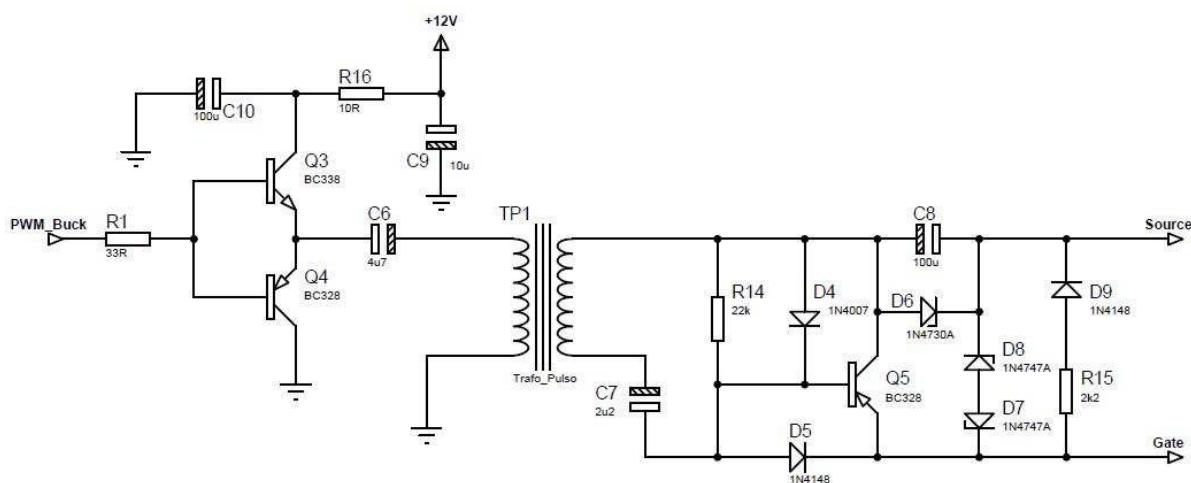 +12V
R16
10R
C10
100u
C9
10u
Q3
BC338
PWM_Buck
R1
33R
C6
4u7
TP1
C8
100u
Source
Q4
BC328
R14
22k
D4
1N4007
D6
1N4730A
D9
1N4148
D8
1N4747A
Trafo_Pulso
C7
2u2
Q5
BC328
R15
2k2
D7
1N4747A
D5
1N4148
Gate